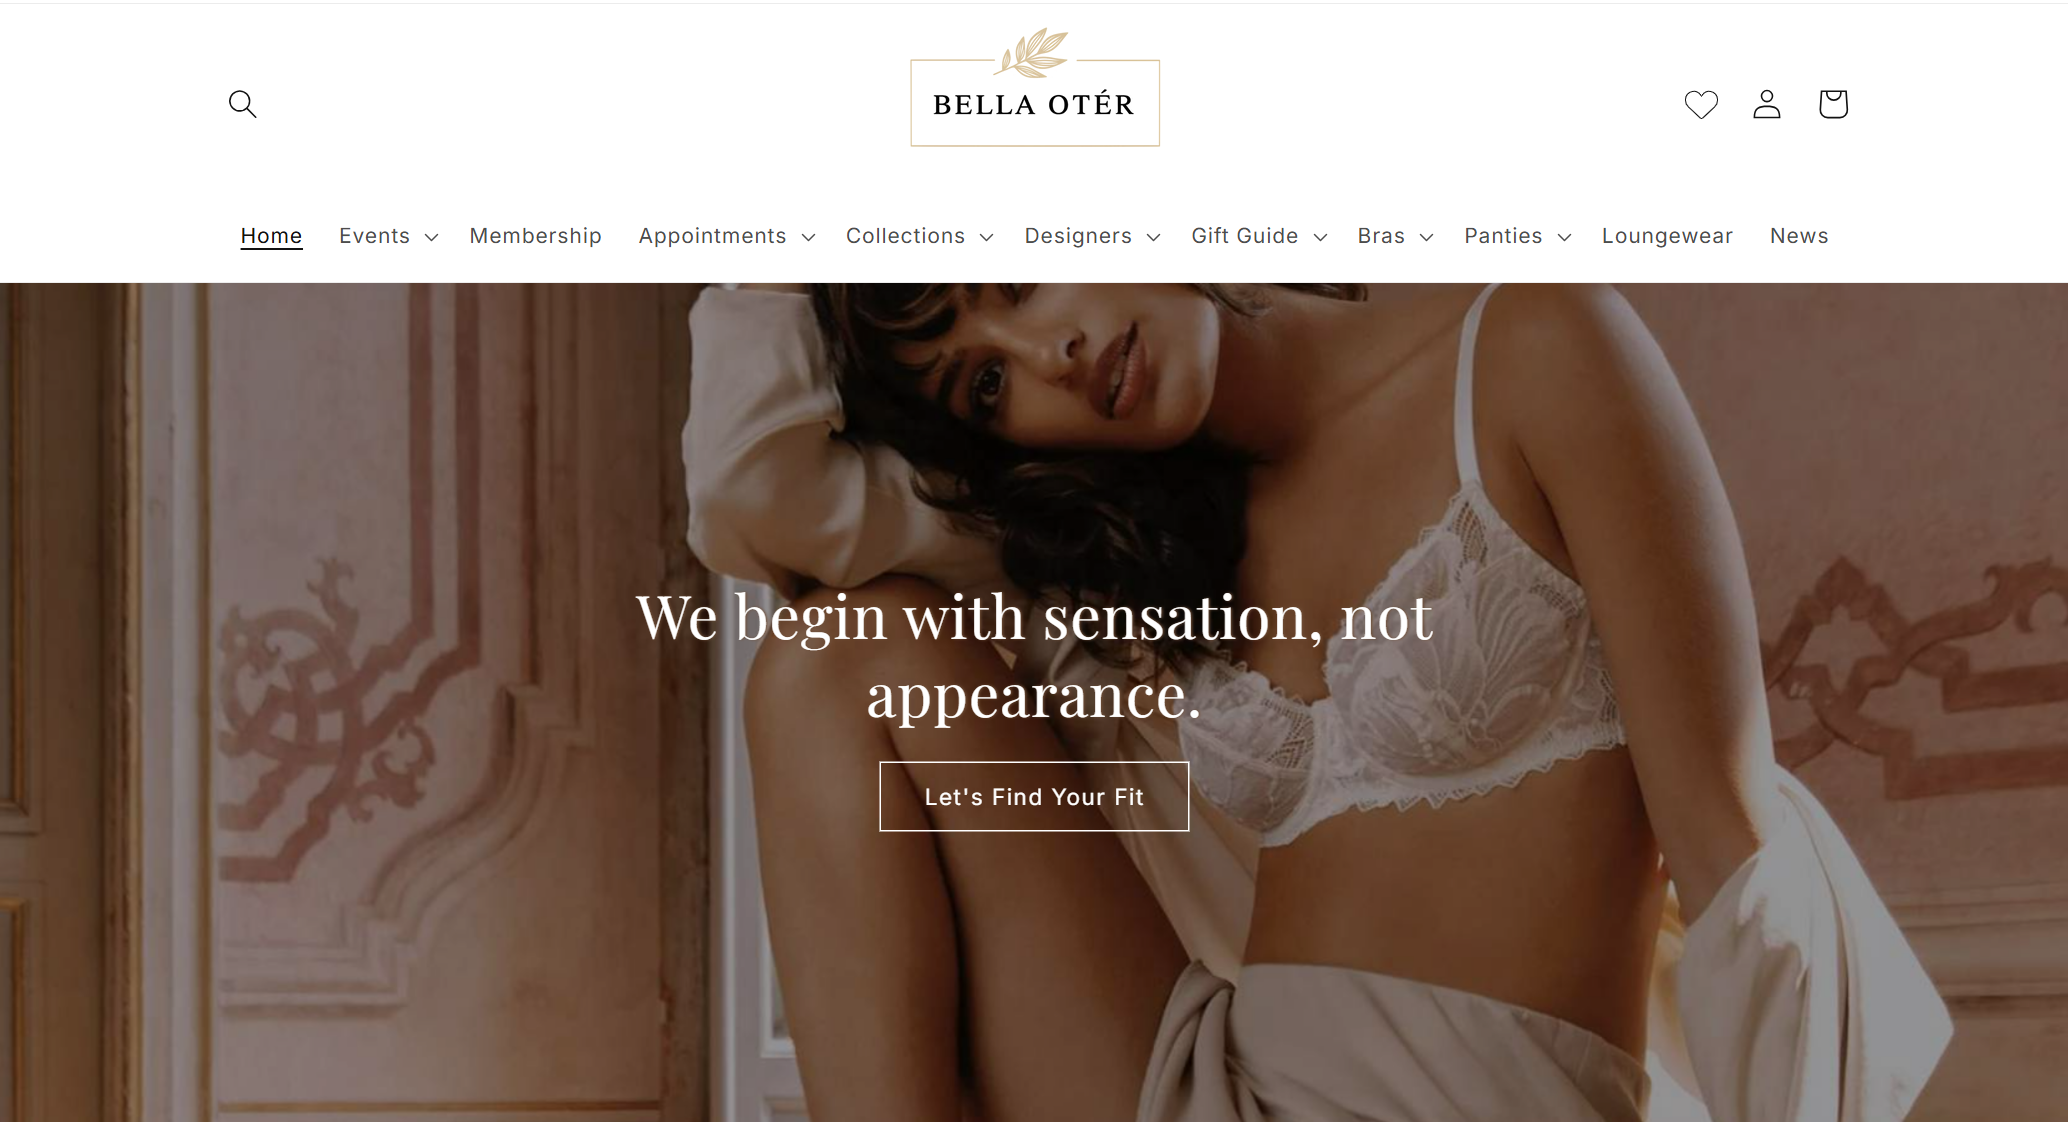 BELLA OTÉR
Home Events Membership Appointments Collections Designers Gift Guide Bras Panties Loungewear News
We begin with sensation, not
appearance.
Let's Find Your Fit